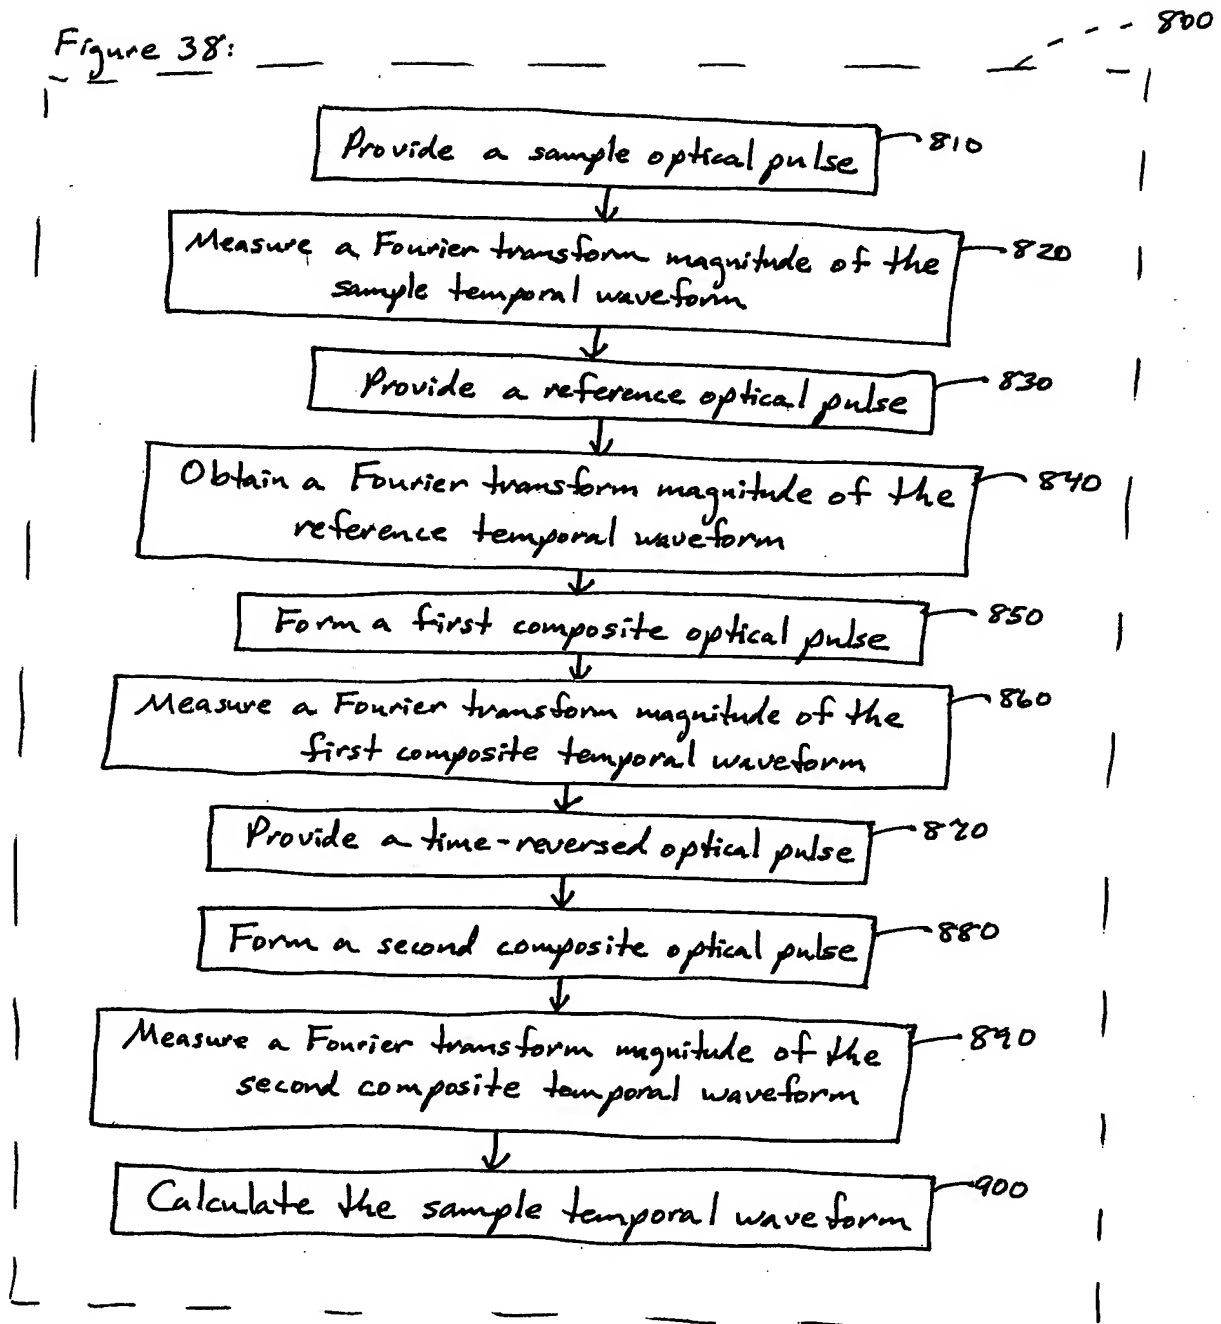 Figure 38:
800
Provide a sample optical pulse
810
Measure a Fourier transform magnitude of the
sample temporal waveform
820
Provide a reference optical pulse
830
Obtain a Fourier transform magnitude of the
reference temporal waveform
840
Form a first composite optical pulse
850
Measure a Fourier transform magnitude of the
first composite temporal waveform
860
Provide a time-reversed optical pulse
870
Form a second composite optical pulse
880
Measure a Fourier transform magnitude of the
second composite temporal waveform
890
Calculate the sample temporal waveform
900